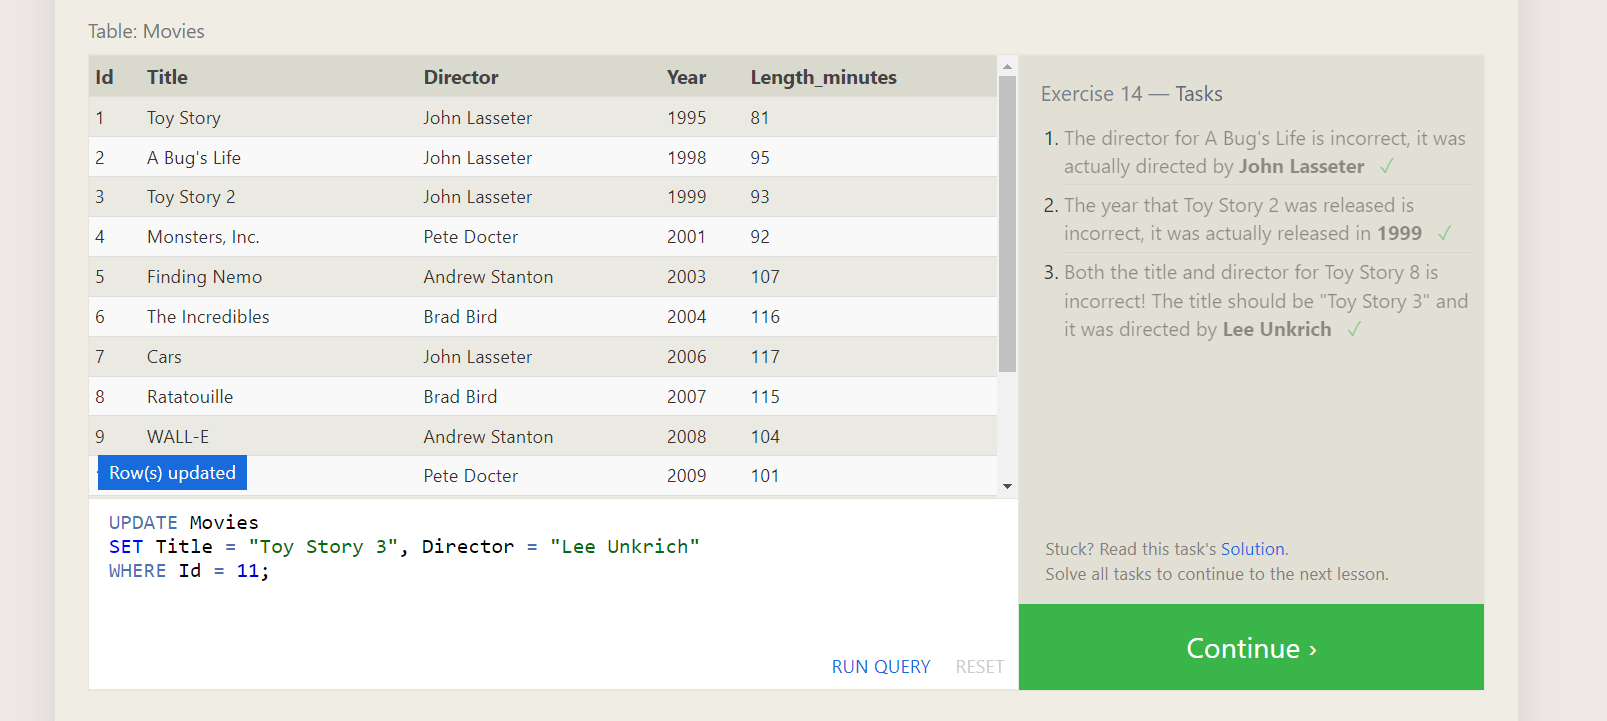 Table: Movies
Id Title Director Year Length_minutes
1 Toy Story John Lasseter 1995 81
2 A Bug's Life John Lasseter 1998 95
3 Toy Story 2 John Lasseter 1999 93
4 Monsters, Inc. Pete Docter 2001 92
5 Finding Nemo Andrew Stanton 2003 107
6 The Incredibles Brad Bird 2004 116
7 Cars John Lasseter 2006 117
8 Ratatouille Brad Bird 2007 115
9 WALL-E Andrew Stanton 2008 104
Pete Docter 2009 101
Row(s) updated
UPDATE Movies
SET Title = "Toy Story 3", Director = "Lee Unkrich"
WHERE Id = 11;
RUN QUERY RESET
Exercise 14 — Tasks
1. The director for A Bug's Life is incorrect, it was
actually directed by John Lasseter ✓
2. The year that Toy Story 2 was released is
incorrect, it was actually released in 1999 ✓
3. Both the title and director for Toy Story 8 is
incorrect! The title should be "Toy Story 3" and
it was directed by Lee Unkrich ✓
Stuck? Read this task's Solution.
Solve all tasks to continue to the next lesson.
Continue ›